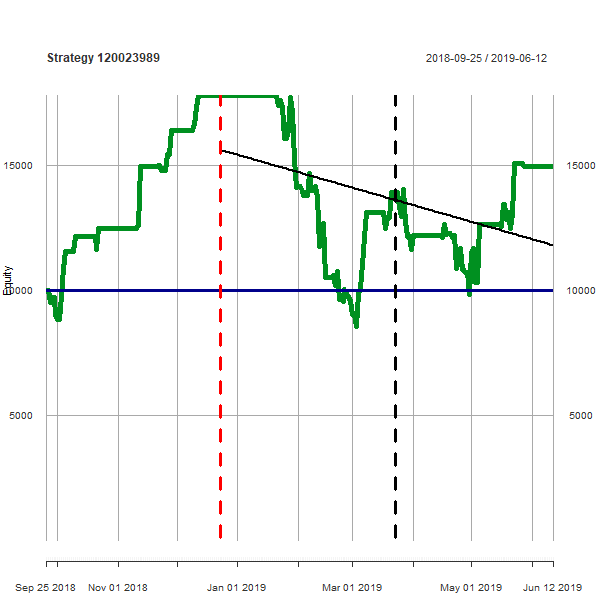 Strategy 120023989
2018-09-25 / 2019-06-12
15000
15000
Equity
10000
10000
5000
5000
Sep 25 2018
Nov 01 2018
Jan 01 2019
Mar 01 2019
May 01 2019
Jun 12 2019